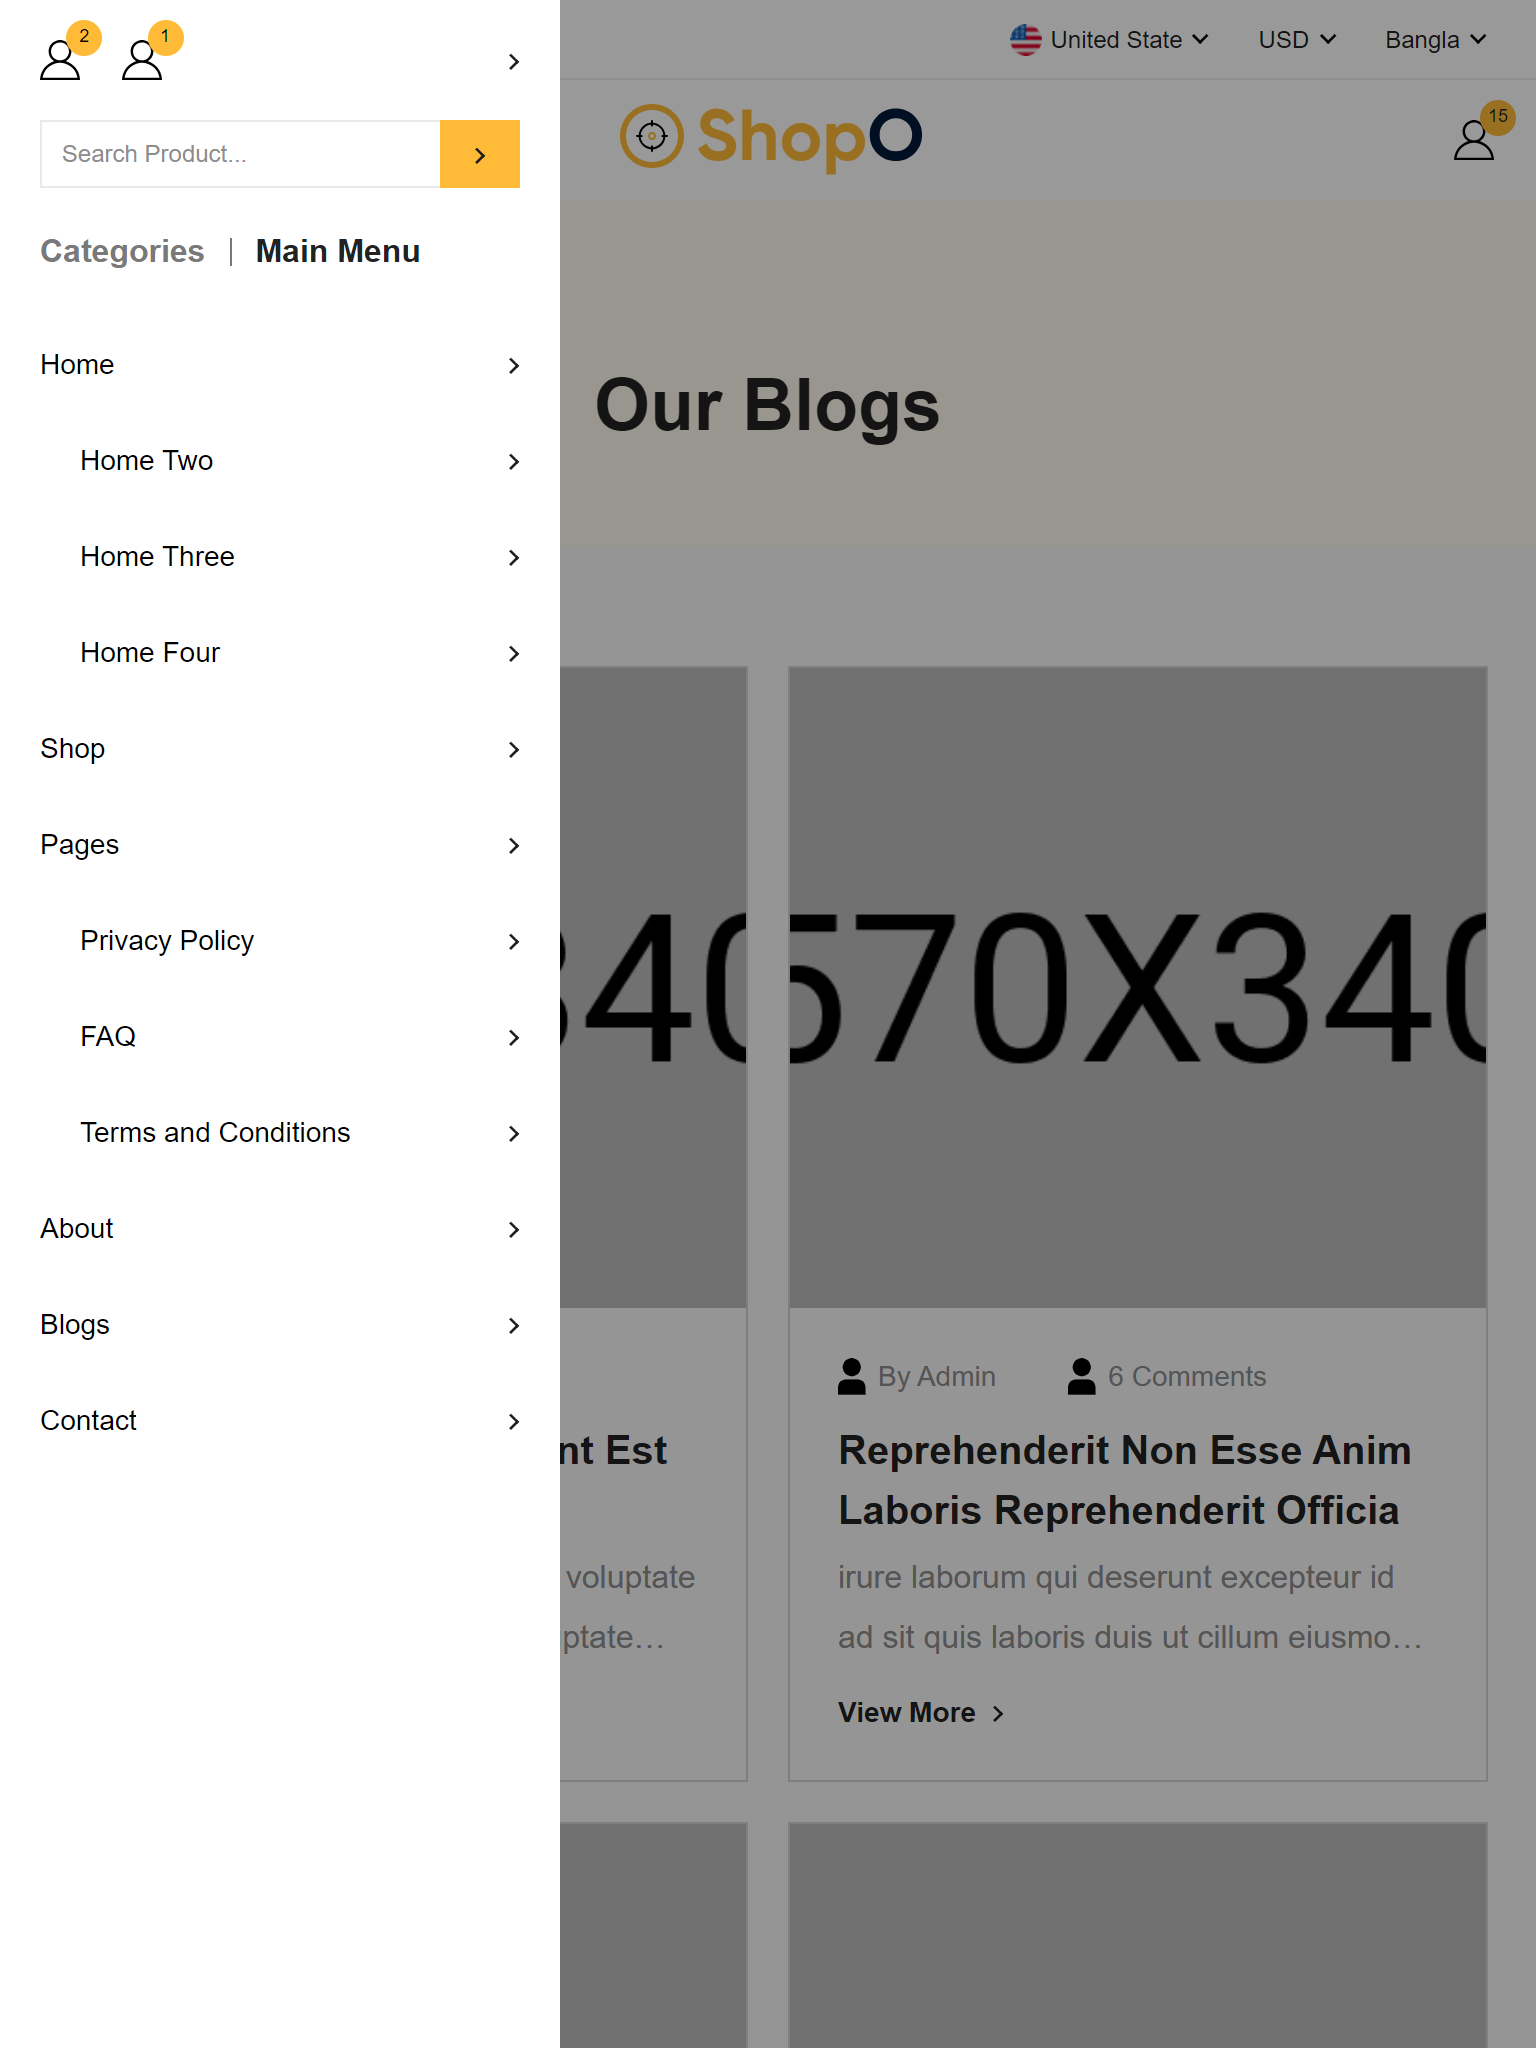 2
1
Search Product...
Categories | Main Menu
Home
Home Two
Home Three
Home Four
Shop
Pages
Privacy Policy
FAQ
Terms and Conditions
About
Blogs
Contact
United State
USD
Bangla
ShopO
15
Our Blogs
340
570X340
nt Est
voluptate
ptate…
By Admin
6 Comments
Reprehenderit Non Esse Anim
Laboris Reprehenderit Officia
irure laborum qui deserunt excepteur id
ad sit quis laboris duis ut cillum eiusmo…
View More